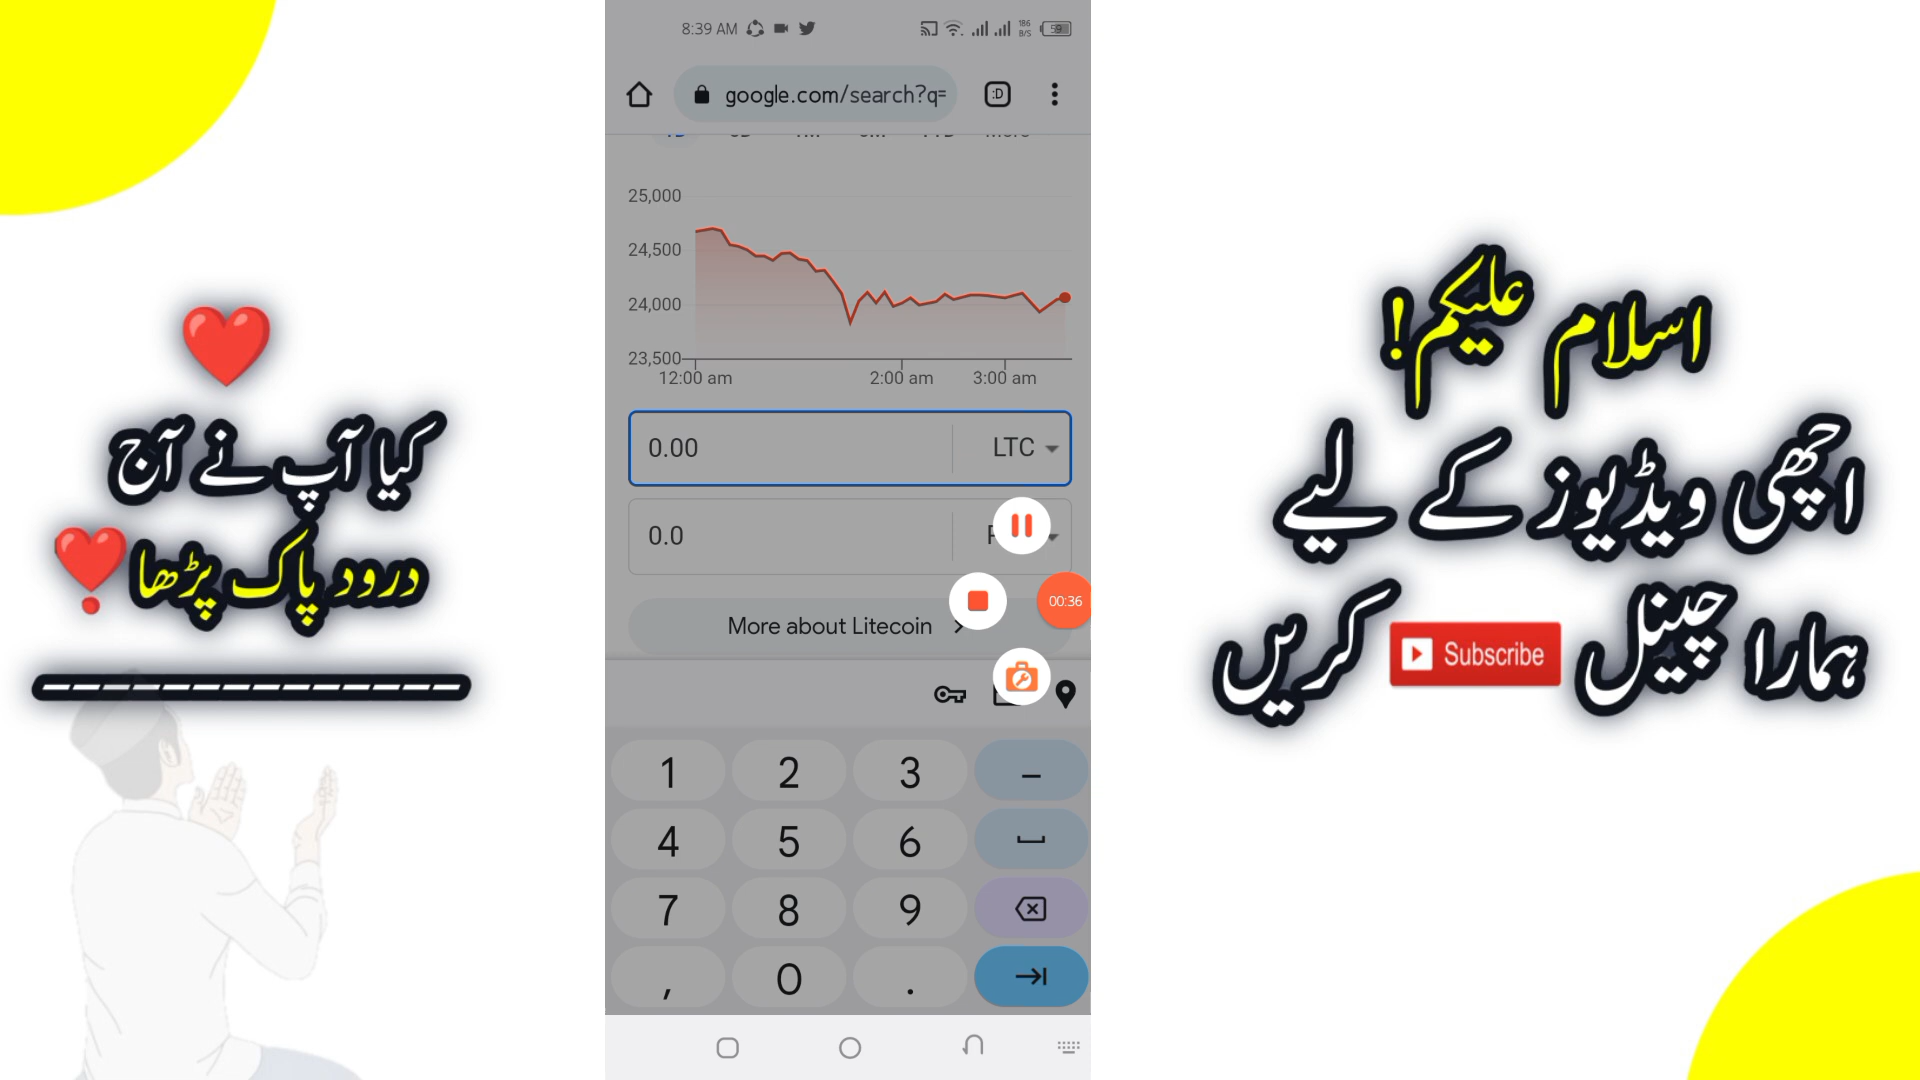 کیا آپ نے آج
درود پاک پڑھا
8:39 AM
186 B/S
59
google.com/search?q=
:D
25,000
24,500
24,000
23,500
12:00 am 2:00 am 3:00 am
0.00 LTC
0.0
00:36
More about Litecoin
1 2 3 –
4 5 6
7 8 9
, 0 .
اسلام علیکم!
اچھی ویڈیوز کے لیے
ہمارا چینل Subscribe کریں